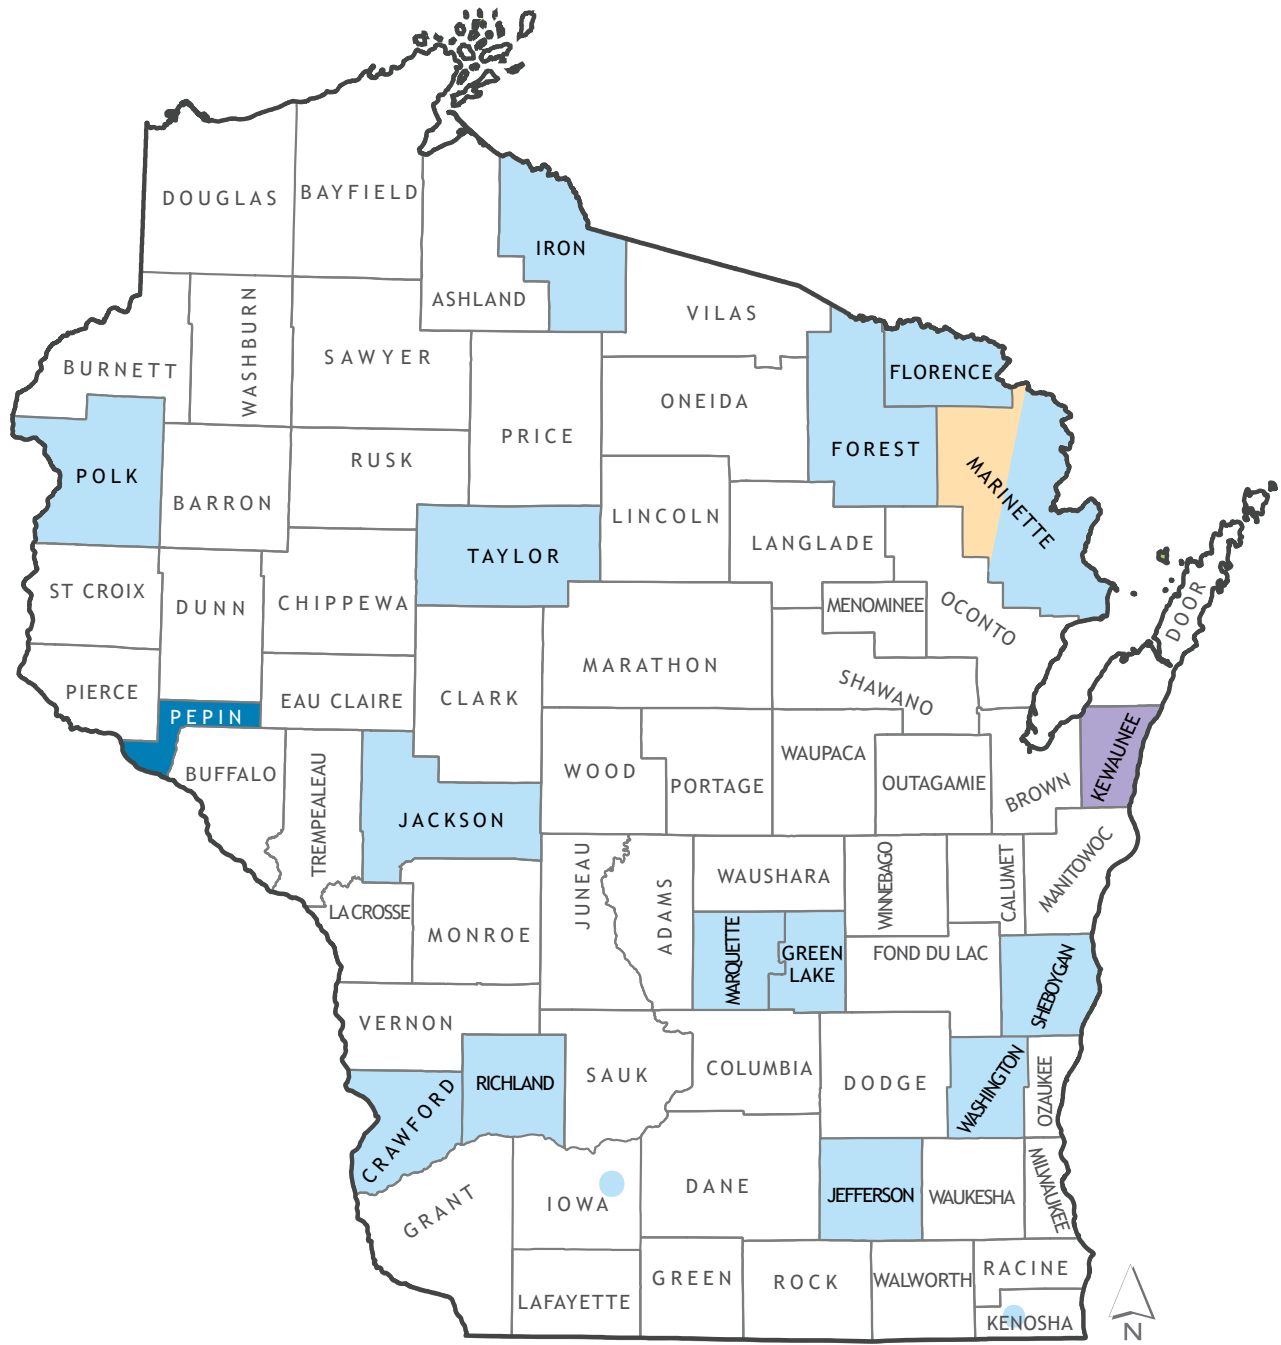 DOUGLAS
BAYFIELD
IRON
ASHLAND
VILAS
WASHBURN
SAWYER
BURNETT
FLORENCE
ONEIDA
PRICE
FOREST
RUSK
POLK
BARRON
MARINETTE
LINCOLN
LANGLADE
TAYLOR
ST CROIX
DUNN
CHIPPEWA
MENOMINEE
OCONTO
DOOR
MARATHON
PIERCE
EAU CLAIRE
CLARK
SHAWANO
PEPIN
BUFFALO
TREMPEALEAU
WOOD
PORTAGE
WAUPACA
OUTAGAMIE
BROWN
KEWAUNEE
JACKSON
JUNEAU
ADAMS
WAUSHARA
WINNEBAGO
CALUMET
MANITOWOC
LA CROSSE
MONROE
MARQUETTE
GREEN
LAKE
FOND DU LAC
SHEBOYGAN
VERNON
RICHLAND
SAUK
COLUMBIA
DODGE
WASHINGTON
OZAUKEE
CRAWFORD
GRANT
IOWA
DANE
JEFFERSON
WAUKESHA
MILWAUKEE
LAFAYETTE
GREEN
ROCK
WALWORTH
RACINE
KENOSHA
N